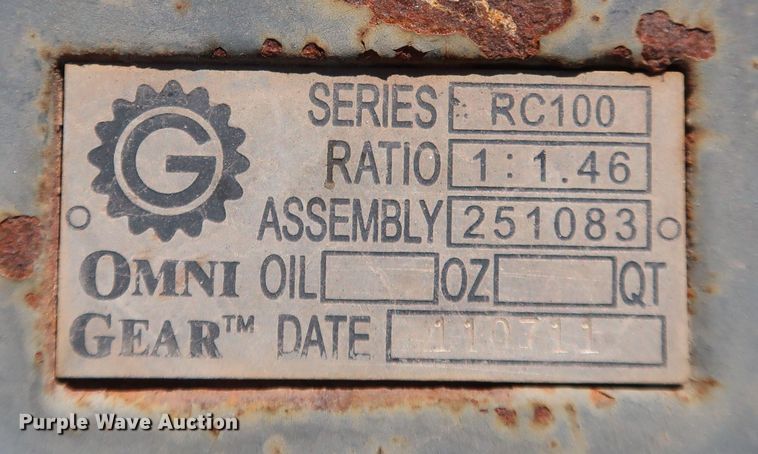 G
SERIES RC100
RATIO 1:1.46
ASSEMBLY 251083
OMNI OIL OZ QT
GEAR™ DATE 110711
Purple Wave Auction